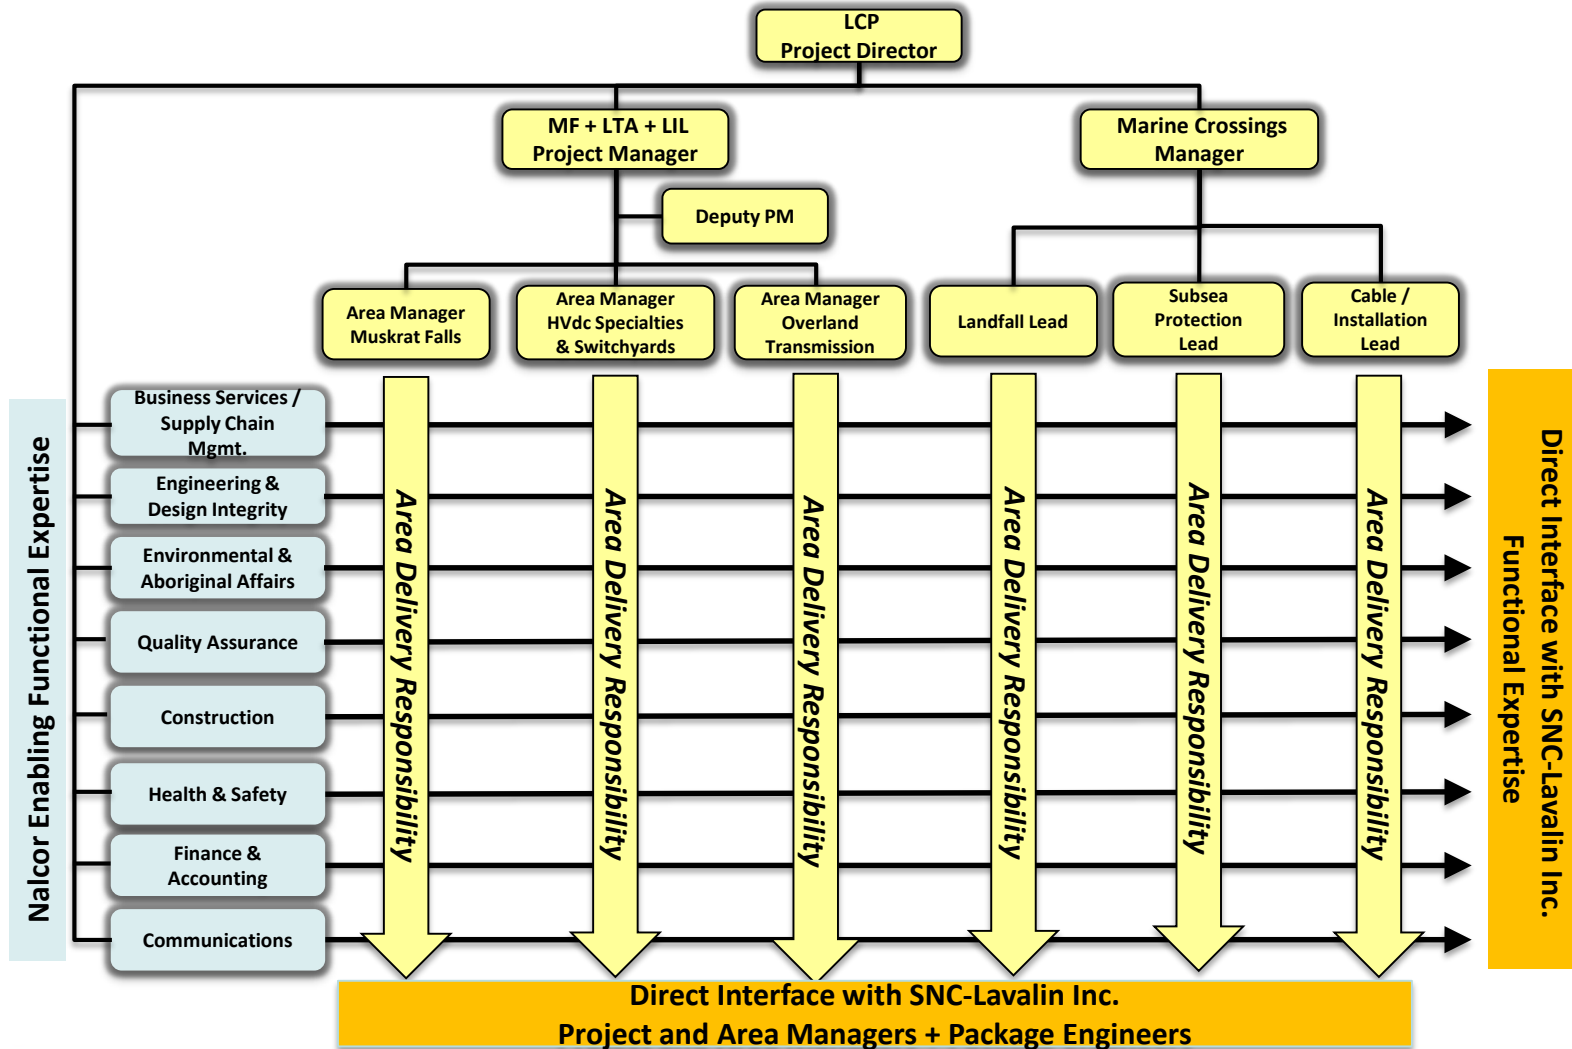 LCP
Project Director
MF + LTA + LIL
Project Manager
Marine Crossings
Manager
Deputy PM
Area Manager
Muskrat Falls
Area Manager
HVdc Specialties
& Switchyards
Area Manager
Overland
Transmission
Landfall Lead
Subsea
Protection
Lead
Cable /
Installation
Lead
Nalcor Enabling Functional Expertise
Business Services /
Supply Chain
Mgmt.
Engineering &
Design Integrity
Environmental &
Aboriginal Affairs
Quality Assurance
Construction
Health & Safety
Finance &
Accounting
Communications
Area Delivery Responsibility
Area Delivery Responsibility
Area Delivery Responsibility
Area Delivery Responsibility
Area Delivery Responsibility
Area Delivery Responsibility
Direct Interface with SNC-Lavalin Inc.
Functional Expertise
Direct Interface with SNC-Lavalin Inc.
Project and Area Managers + Package Engineers